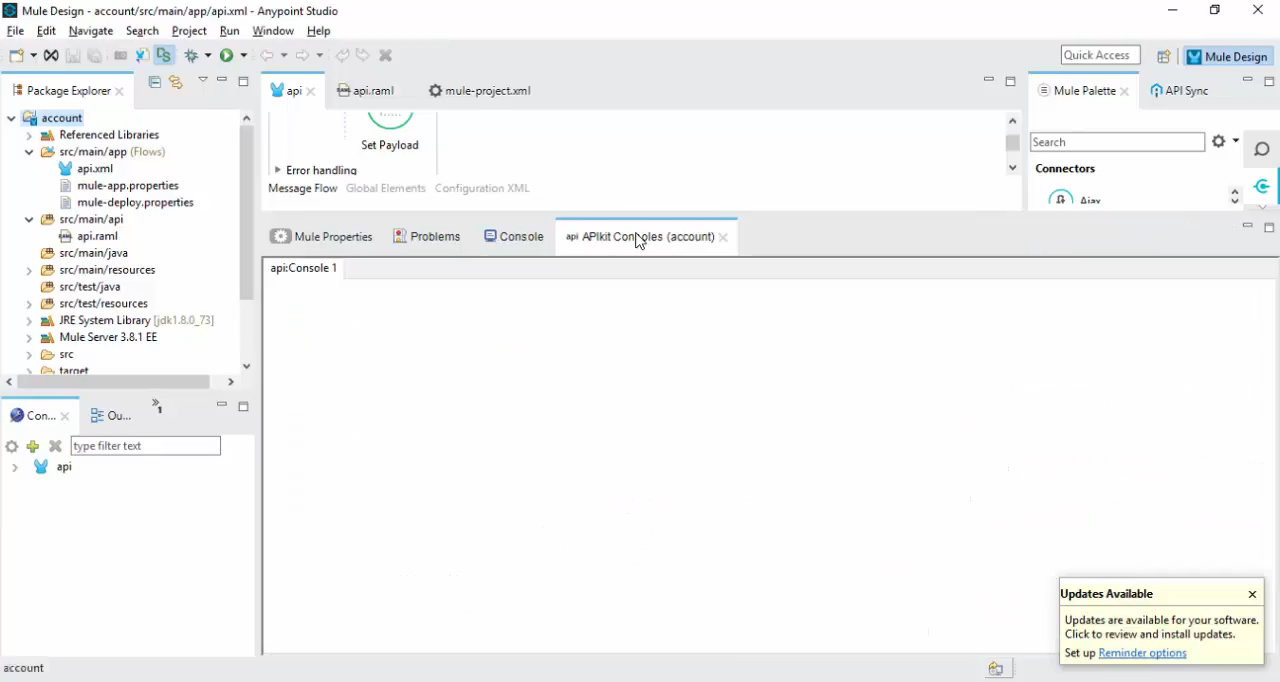 Mule Design - account/src/main/app/api.xml - Anypoint Studio
File Edit Navigate Search Project Run Window Help
Quick Access
Mule Design
Package Explorer
account
Referenced Libraries
src/main/app (Flows)
api.xml
mule-app.properties
mule-deploy.properties
src/main/api
api.raml
src/main/java
src/main/resources
src/test/java
src/test/resources
JRE System Library [jdk1.8.0_73]
Mule Server 3.8.1 EE
src
target
api
api.raml
mule-project.xml
Set Payload
Error handling
Message Flow Global Elements Configuration XML
Mule Palette
API Sync
Search
Connectors
Ajax
Mule Properties
Problems
Console
api APIkit Consoles (account)
api:Console 1
Con...
Ou...
»1
type filter text
api
Updates Available
Updates are available for your software.
Click to review and install updates.
Set up Reminder options
account